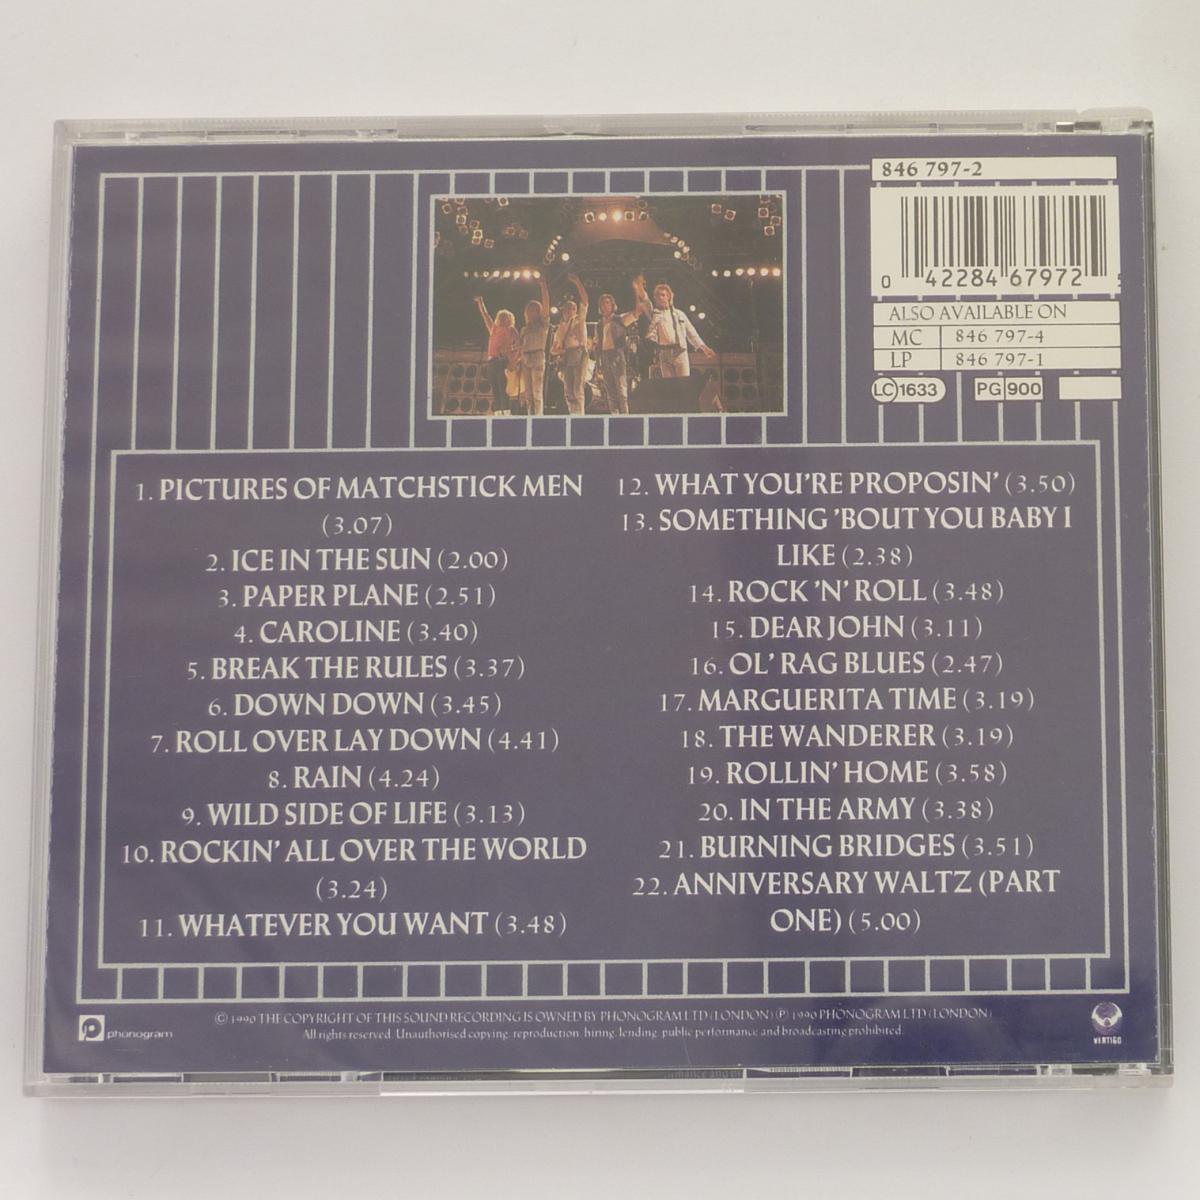 846 797-2
0 42284 67972
ALSO AVAILABLE ON
MC 846 797-4
LP 846 797-1
LC 1633 PG 900
1. PICTURES OF MATCHSTICK MEN
(3.07)
2. ICE IN THE SUN (2.00)
3. PAPER PLANE (2.51)
4. CAROLINE (3.40)
5. BREAK THE RULES (3.37)
6. DOWN DOWN (3.45)
7. ROLL OVER LAY DOWN (4.41)
8. RAIN (4.24)
9. WILD SIDE OF LIFE (3.13)
10. ROCKIN' ALL OVER THE WORLD
(3.24)
11. WHATEVER YOU WANT (3.48)
12. WHAT YOU'RE PROPOSIN' (3.50)
13. SOMETHING 'BOUT YOU BABY I
LIKE (2.38)
14. ROCK 'N' ROLL (3.48)
15. DEAR JOHN (3.11)
16. OL' RAG BLUES (2.47)
17. MARGUERITA TIME (3.19)
18. THE WANDERER (3.19)
19. ROLLIN' HOME (3.58)
20. IN THE ARMY (3.38)
21. BURNING BRIDGES (3.51)
22. ANNIVERSARY WALTZ (PART
ONE) (5.00)
phonogram
© 1990 THE COPYRIGHT OF THIS SOUND RECORDING IS OWNED BY PHONOGRAM LTD (LONDON) ℗ 1990 PHONOGRAM LTD (LONDON)
All rights reserved. Unauthorised copying, reproduction, hiring, lending, public performance and broadcasting prohibited.
VERTIGO